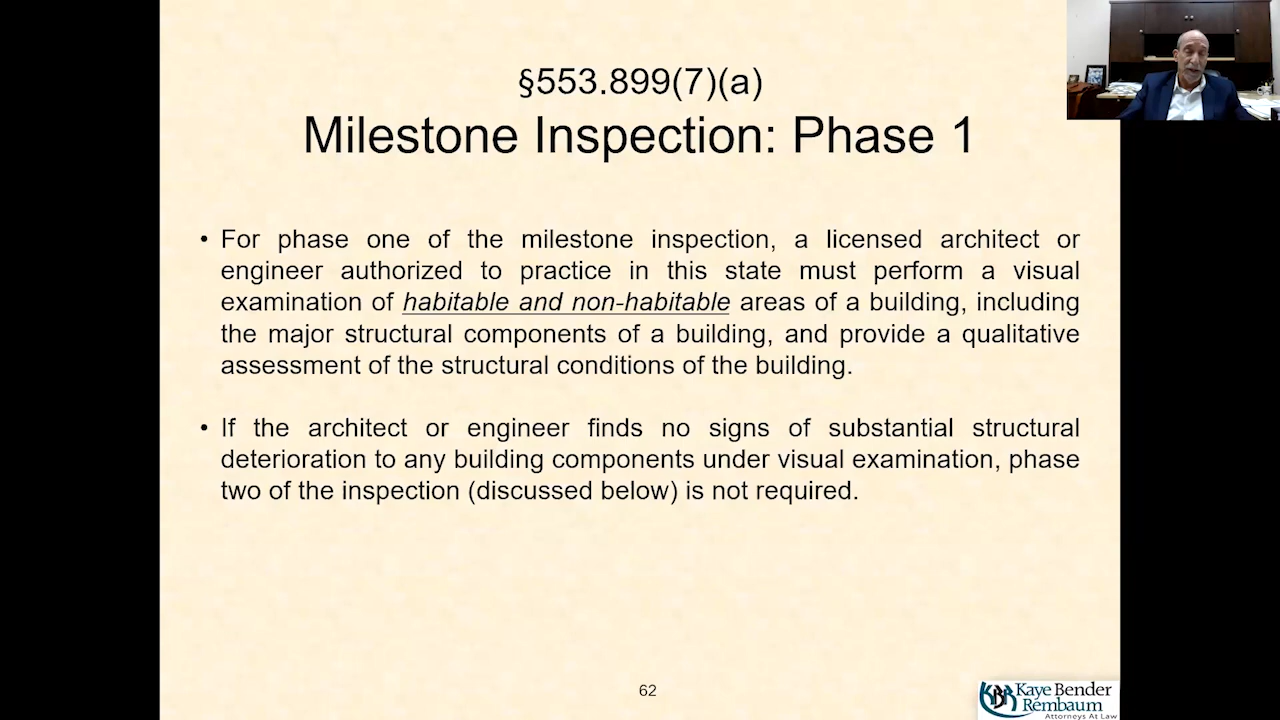 §553.899(7)(a)
Milestone Inspection: Phase 1
• For phase one of the milestone inspection, a licensed architect or
engineer authorized to practice in this state must perform a visual
examination of habitable and non-habitable areas of a building, including
the major structural components of a building, and provide a qualitative
assessment of the structural conditions of the building.
• If the architect or engineer finds no signs of substantial structural
deterioration to any building components under visual examination, phase
two of the inspection (discussed below) is not required.
62
KBR Kaye Bender
Rembaum
Attorneys At Law